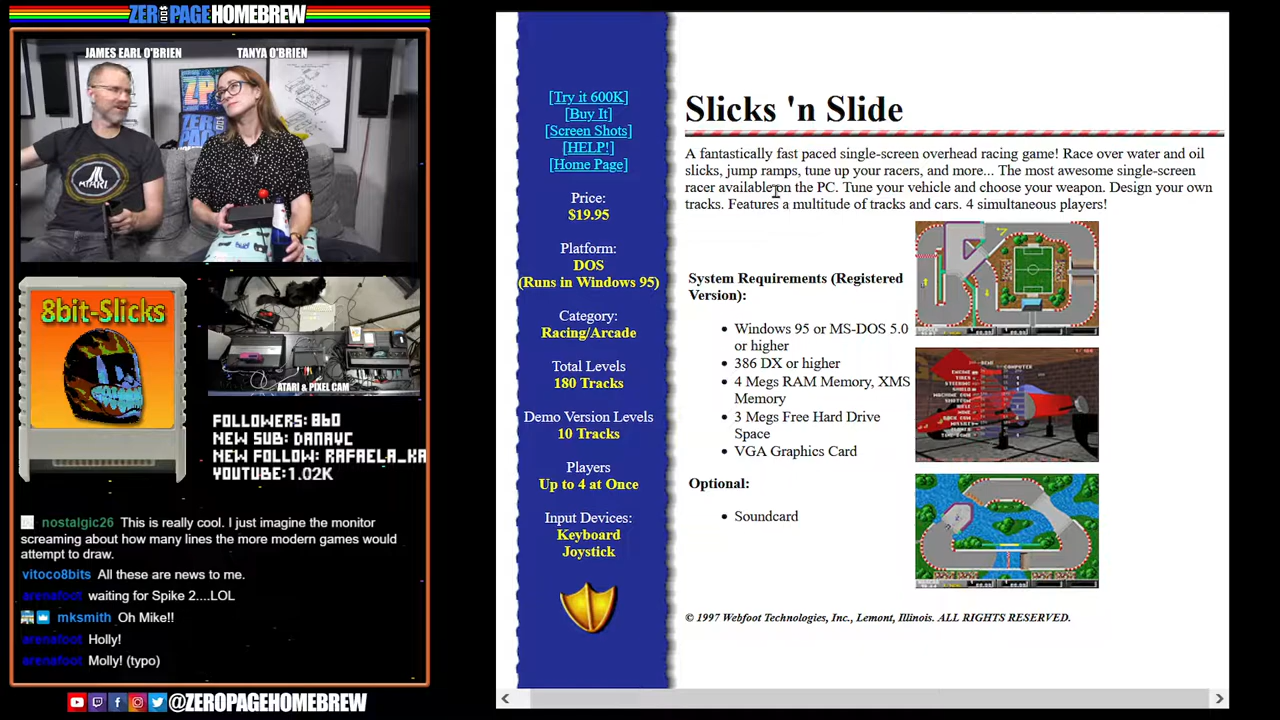 ZEROPAGEHOMEBREW
JAMES EARL O'BRIEN
TANYA O'BRIEN
ATARI
8bit-Slicks
ATARI & PIXEL CAM
FOLLOWERS: 860
NEW SUB: DANAYC
NEW FOLLOW: RAFAELA_KA
YOUTUBE:1.02K
nostalgic26 This is really cool. I just imagine the monitor
screaming about how many lines the more modern games would
attempt to draw.
vitoco8bits All these are news to me.
arenafoot waiting for Spike 2....LOL
mksmith Oh Mike!!
arenafoot Holly!
arenafoot Molly! (typo)
@ZEROPAGEHOMEBREW
[Try it 600K]
[Buy It]
[Screen Shots]
[HELP!]
[Home Page]
Price:
$19.95
Platform:
DOS
(Runs in Windows 95)
Category:
Racing/Arcade
Total Levels
180 Tracks
Demo Version Levels
10 Tracks
Players
Up to 4 at Once
Input Devices:
Keyboard
Joystick
Slicks 'n Slide
A fantastically fast paced single-screen overhead racing game! Race over water and oil
slicks, jump ramps, tune up your racers, and more... The most awesome single-screen
racer available on the PC. Tune your vehicle and choose your weapon. Design your own
tracks. Features a multitude of tracks and cars. 4 simultaneous players!
System Requirements (Registered
Version):
• Windows 95 or MS-DOS 5.0
or higher
• 386 DX or higher
• 4 Megs RAM Memory, XMS
Memory
• 3 Megs Free Hard Drive
Space
• VGA Graphics Card
Optional:
• Soundcard
© 1997 Webfoot Technologies, Inc., Lemont, Illinois. ALL RIGHTS RESERVED.